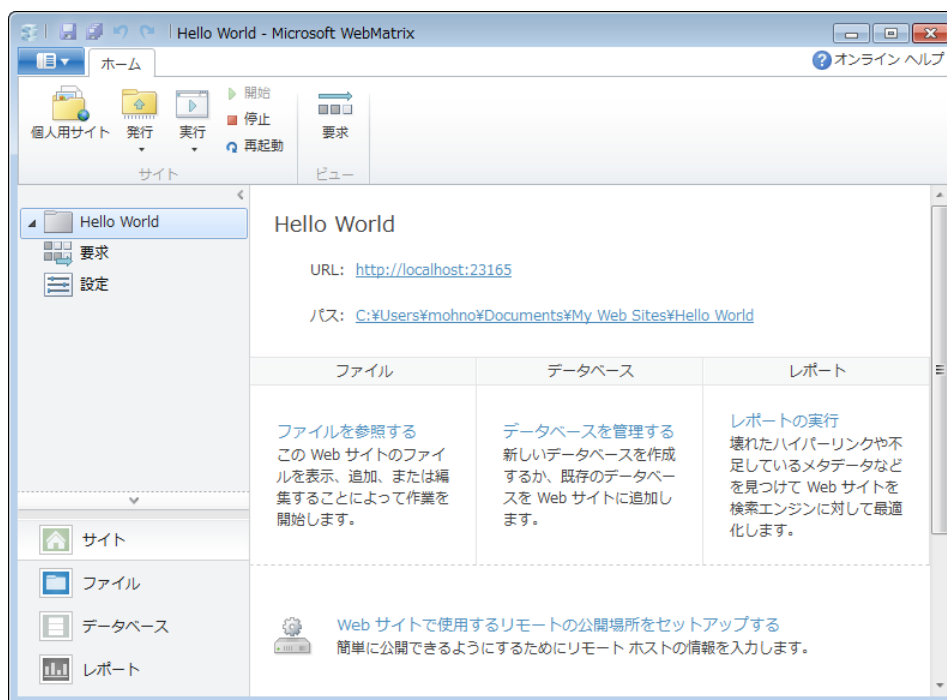 Hello World - Microsoft WebMatrix
ホーム
オンライン ヘルプ
個人用サイト
発行
実行
開始
停止
再起動
要求
サイト
ビュー
Hello World
要求
設定
サイト
ファイル
データベース
レポート
Hello World
URL: http://localhost:23165
パス: C:¥Users¥mohno¥Documents¥My Web Sites¥Hello World
ファイル
データベース
レポート
ファイルを参照する
この Web サイトのファイ
ルを表示、追加、または編
集することによって作業を
開始します。
データベースを管理する
新しいデータベースを作成
するか、既存のデータベー
スを Web サイトに追加し
ます。
レポートの実行
壊れたハイパーリンクや不
足しているメタデータなど
を見つけて Web サイトを
検索エンジンに対して最適
化します。
Web サイトで使用するリモートの公開場所をセットアップする
簡単に公開できるようにするためにリモート ホストの情報を入力します。